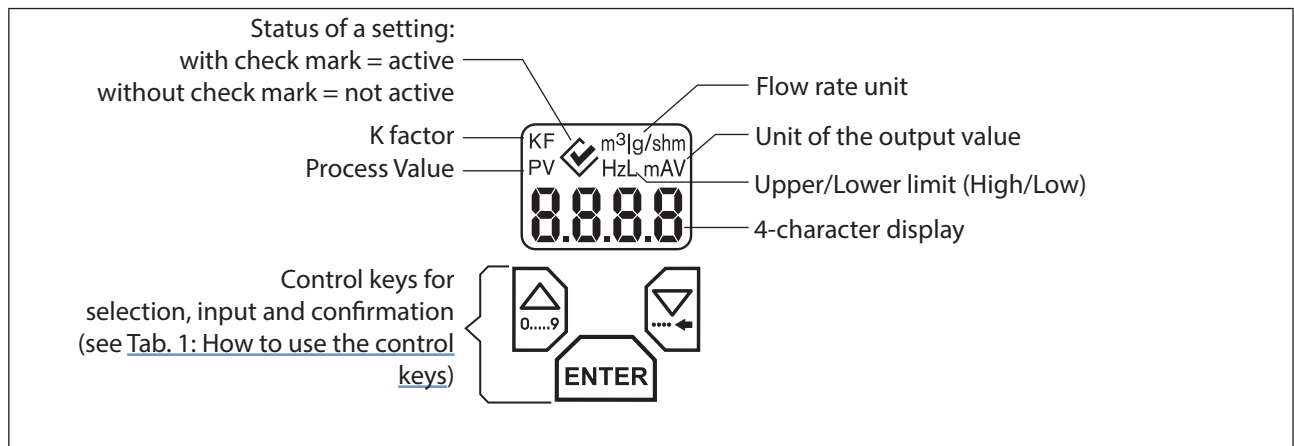 Status of a setting:
with check mark = active
without check mark = not active
K factor
Process Value
Flow rate unit
Unit of the output value
Upper/Lower limit (High/Low)
4-character display
KF m³lg/shm
PV HzL mAV
8.8.8.8
Control keys for
selection, input and confirmation
(see Tab. 1: How to use the control
keys)
0.....9
....
ENTER